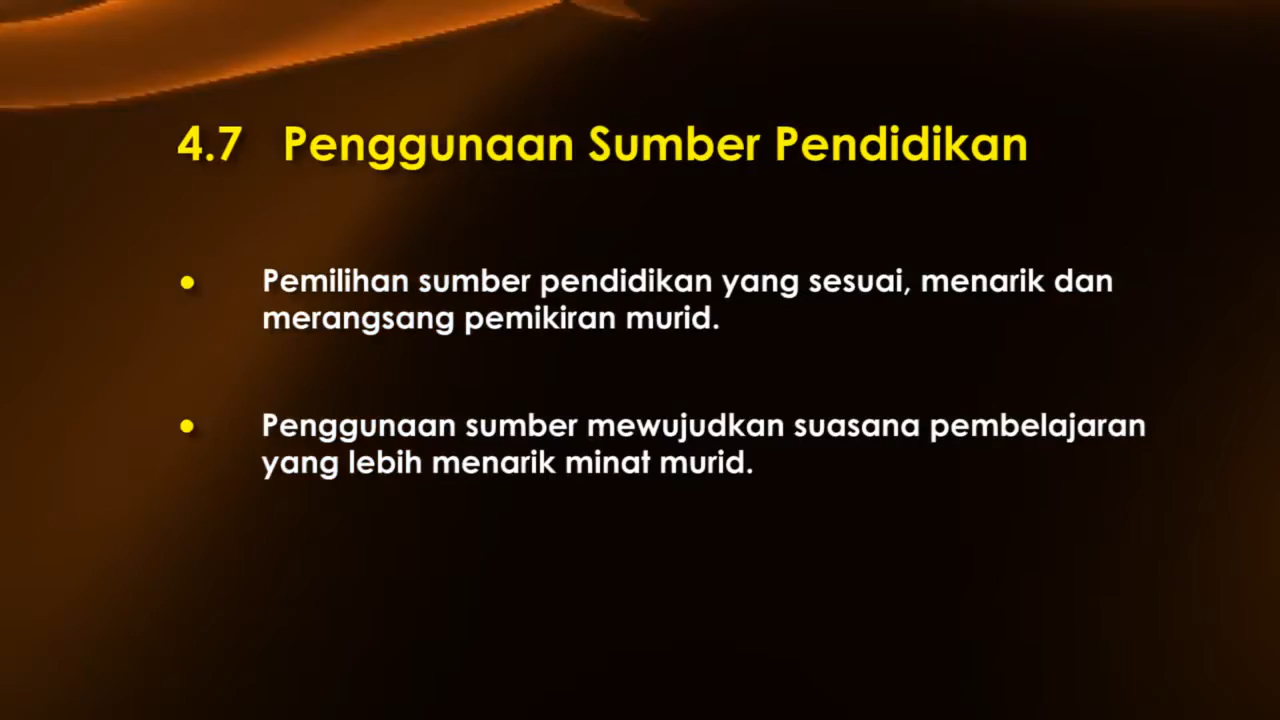 4.7 Penggunaan Sumber Pendidikan
• Pemilihan sumber pendidikan yang sesuai, menarik dan
merangsang pemikiran murid.
• Penggunaan sumber mewujudkan suasana pembelajaran
yang lebih menarik minat murid.